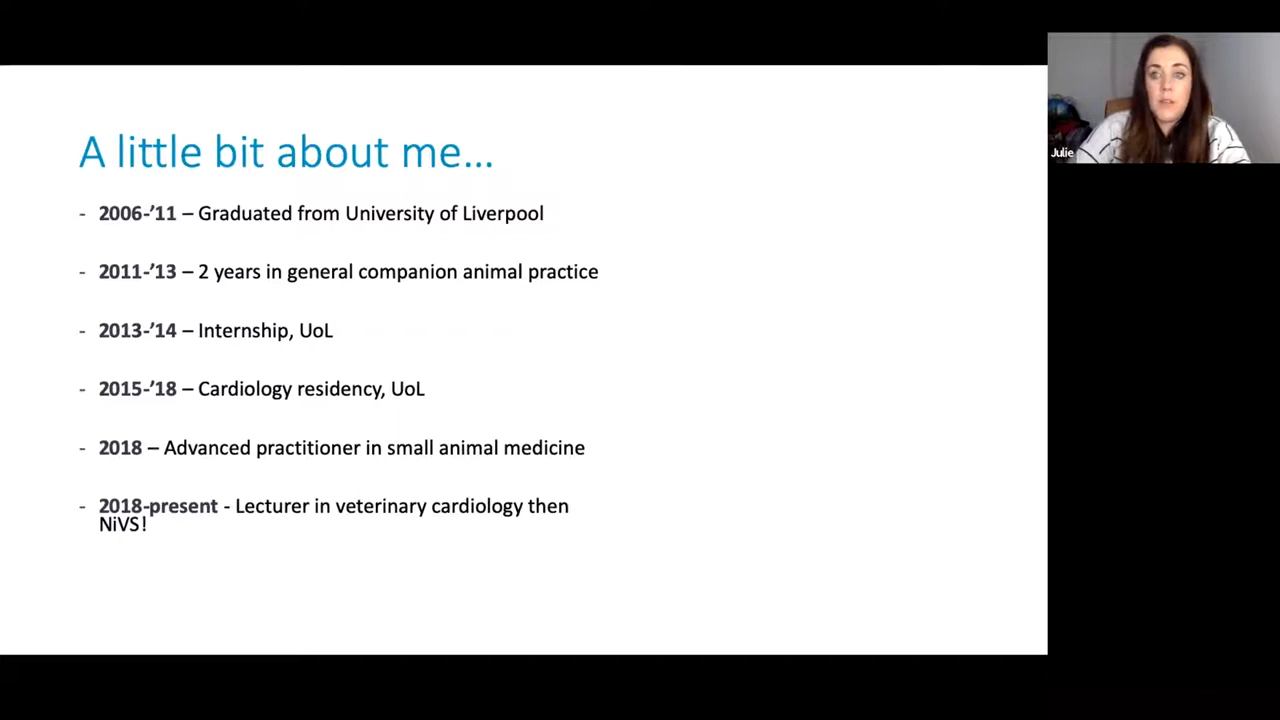 A little bit about me...
- 2006-’11 – Graduated from University of Liverpool
- 2011-’13 – 2 years in general companion animal practice
- 2013-’14 – Internship, UoL
- 2015-’18 – Cardiology residency, UoL
- 2018 – Advanced practitioner in small animal medicine
- 2018-present - Lecturer in veterinary cardiology then
NiVS!
Julie